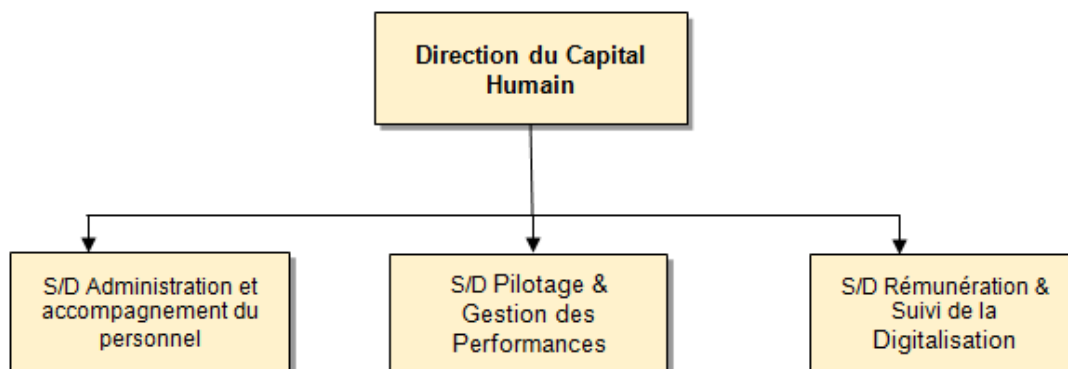 Direction du Capital
Humain
S/D Administration et
accompagnement du
personnel
S/D Pilotage &
Gestion des
Performances
S/D Rémunération &
Suivi de la
Digitalisation